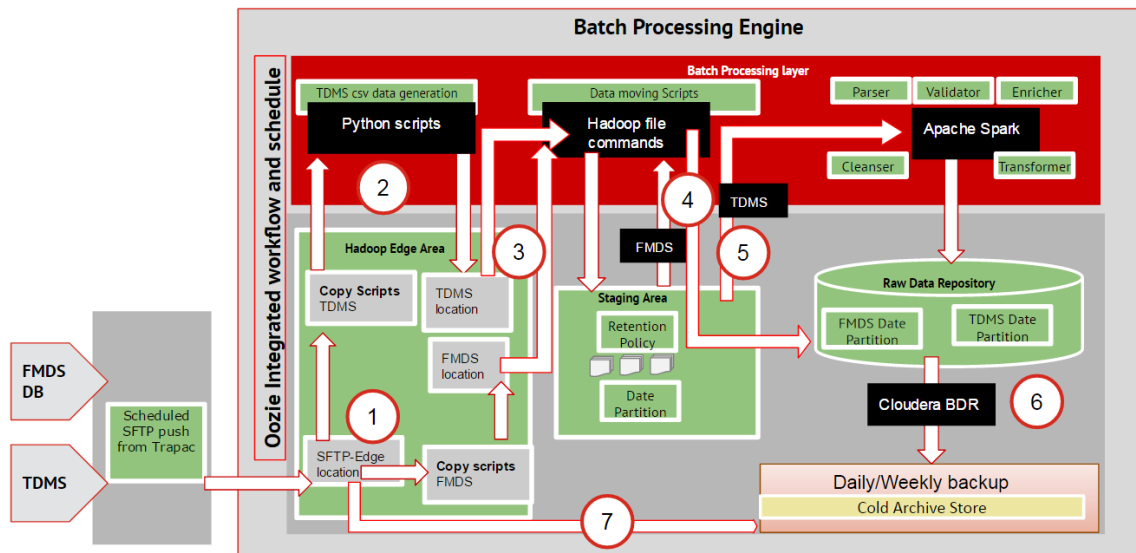 Batch Processing Engine
Oozie Integrated workflow and schedule
Batch Processing layer
TDMS csv data generation
Python scripts
Data moving Scripts
Hadoop file
commands
Parser
Validator
Enricher
Apache Spark
Cleanser
Transformer
2
4
TDMS
3
5
FMDS
Hadoop Edge Area
Copy Scripts
TDMS
TDMS
location
FMDS
location
1
SFTP-Edge
location
Copy scripts
FMDS
Staging Area
Retention
Policy
Date
Partition
Raw Data Repository
FMDS Date
Partition
TDMS Date
Partition
Cloudera BDR
6
FMDS
DB
TDMS
Scheduled
SFTP push
from Trapac
7
Daily/Weekly backup
Cold Archive Store